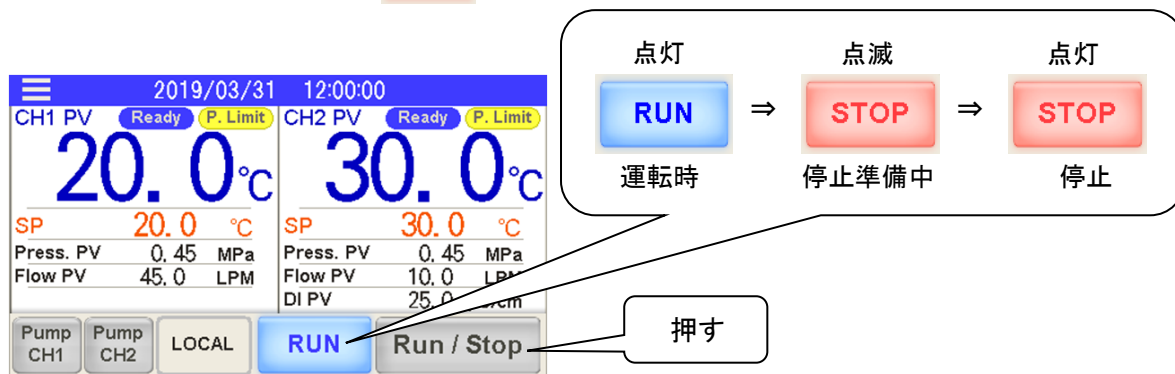 2019/03/31 12:00:00
CH1 PV Ready P. Limit
20.0℃
SP 20.0 ℃
Press. PV 0.45 MPa
Flow PV 45.0 LPM
CH2 PV Ready P. Limit
30.0℃
SP 30.0 ℃
Press. PV 0.45 MPa
Flow PV 10.0 LPM
DI PV 25.0
Pump CH1
Pump CH2
LOCAL
RUN
Run / Stop
点灯 点滅 点灯
RUN ⇒ STOP ⇒ STOP
運転時 停止準備中 停止
押す